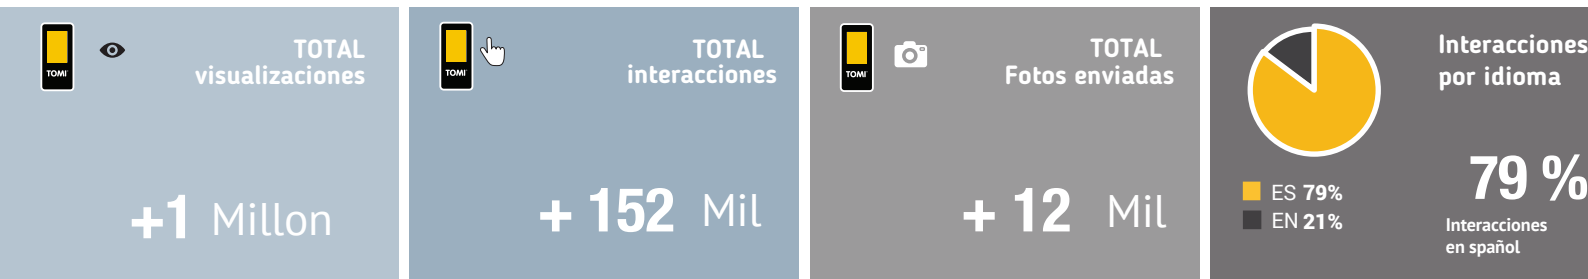 TOMI
TOTAL
visualizaciones
+1 Millon
TOMI
TOTAL
interacciones
+ 152 Mil
TOMI
TOTAL
Fotos enviadas
+ 12 Mil
Interacciones
por idioma
ES 79%
EN 21%
79 %
Interacciones
en spañol